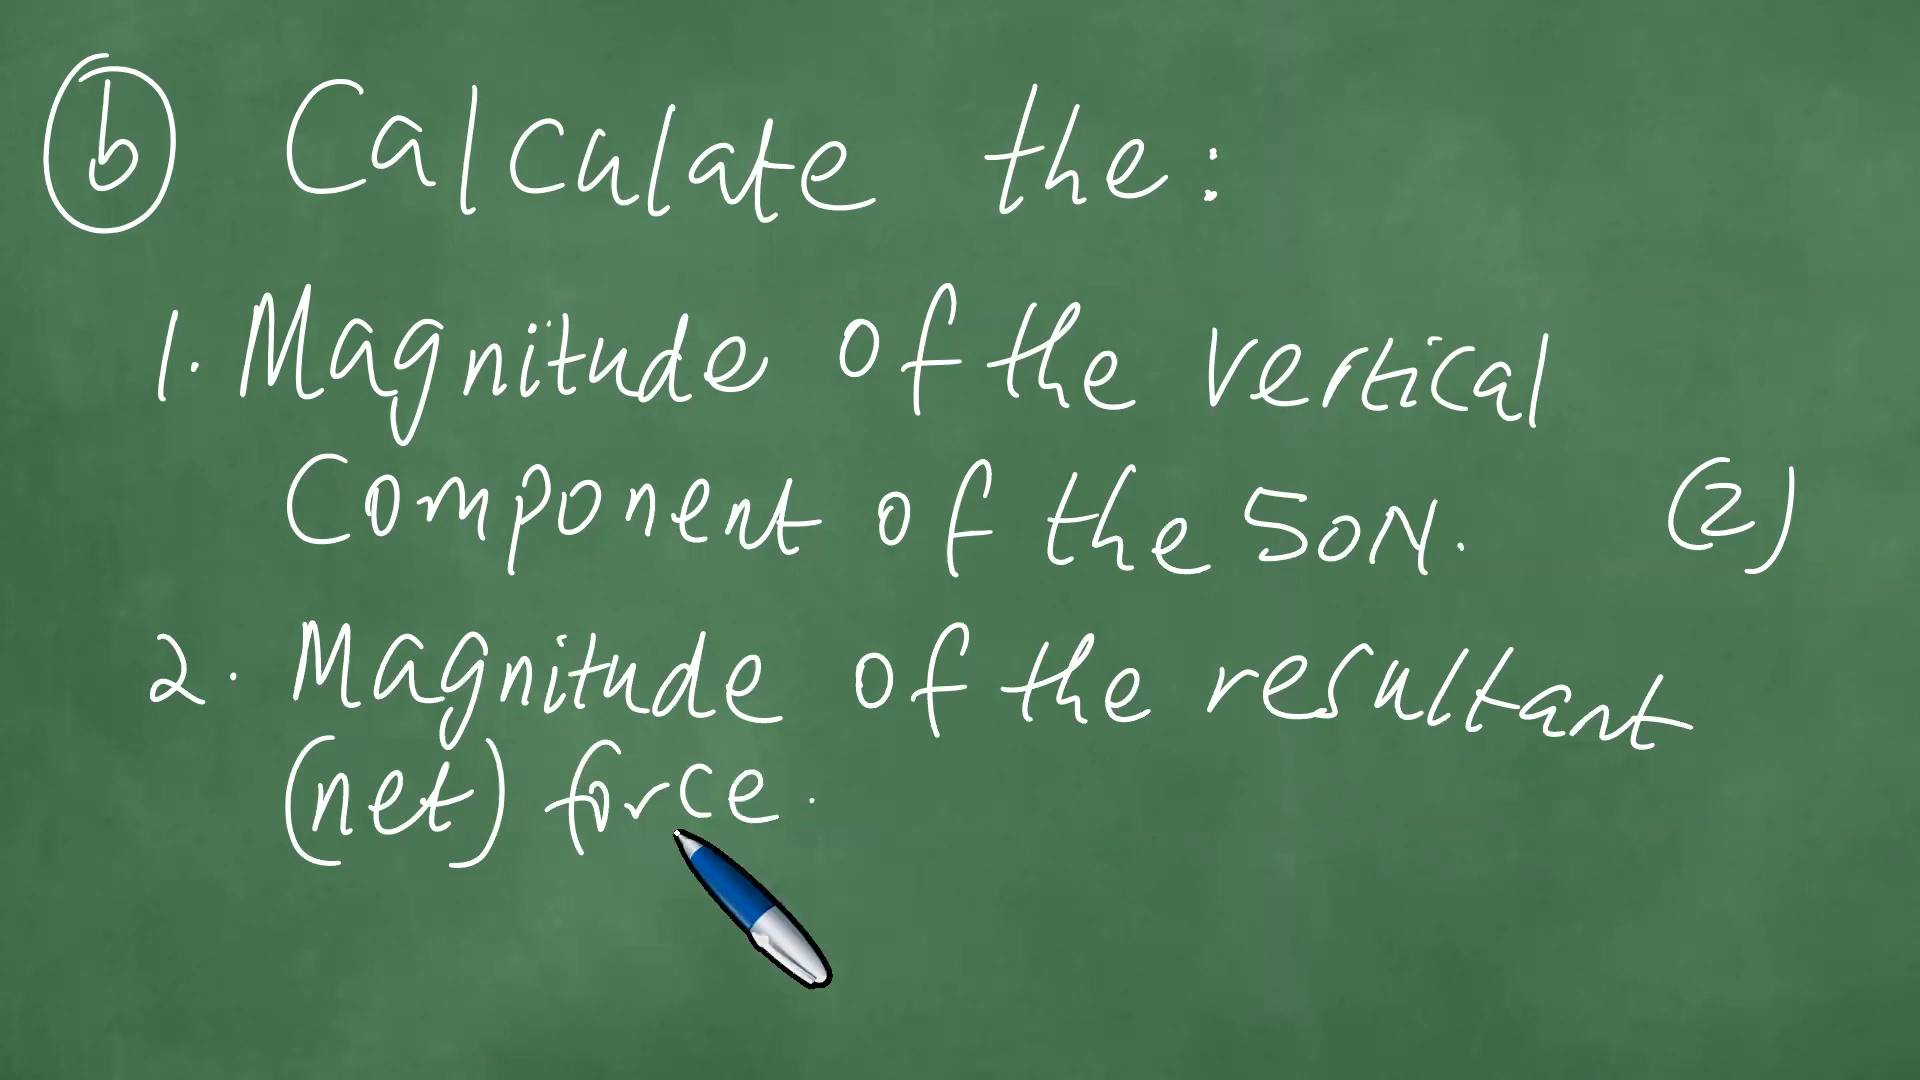 b Calculate the:
1. Magnitude of the vertical
Component of the 50N. (2)
2. Magnitude of the resultant
(net) force.